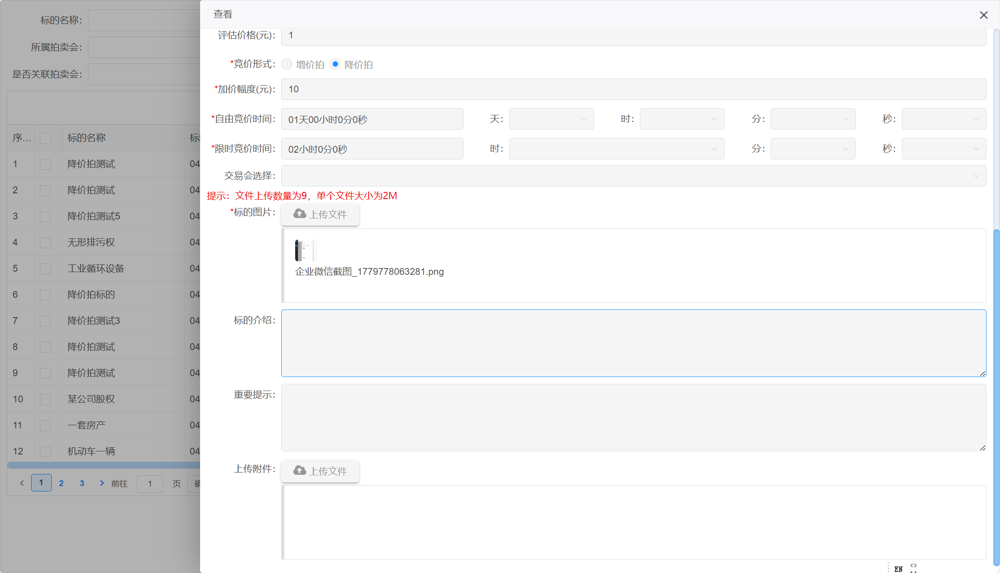 标的名称：
所属拍卖会：
是否关联拍卖会：
序... 标的名称
1 降价拍测试 04
2 降价拍测试 04
3 降价拍测试5 04
4 无形排污权 04
5 工业循环设备 04
6 降价拍标的 04
7 降价拍测试3 04
8 降价拍测试 04
9 降价拍测试 04
10 某公司股权 04
11 一套房产 04
12 机动车一辆 04
1 2 3 前往 1 页
查看
评估价格(元)： 1
*竞价形式： 增价拍 降价拍
*加价幅度(元)： 10
*自由竞价时间： 01天00小时0分0秒 天： 时： 分： 秒：
*限时竞价时间： 02小时0分0秒 时： 分： 秒：
交易会选择：
提示：文件上传数量为9，单个文件大小为2M
*标的图片： 上传文件
企业微信截图_1779778063281.png
标的介绍：
重要提示：
上传附件： 上传文件
EN